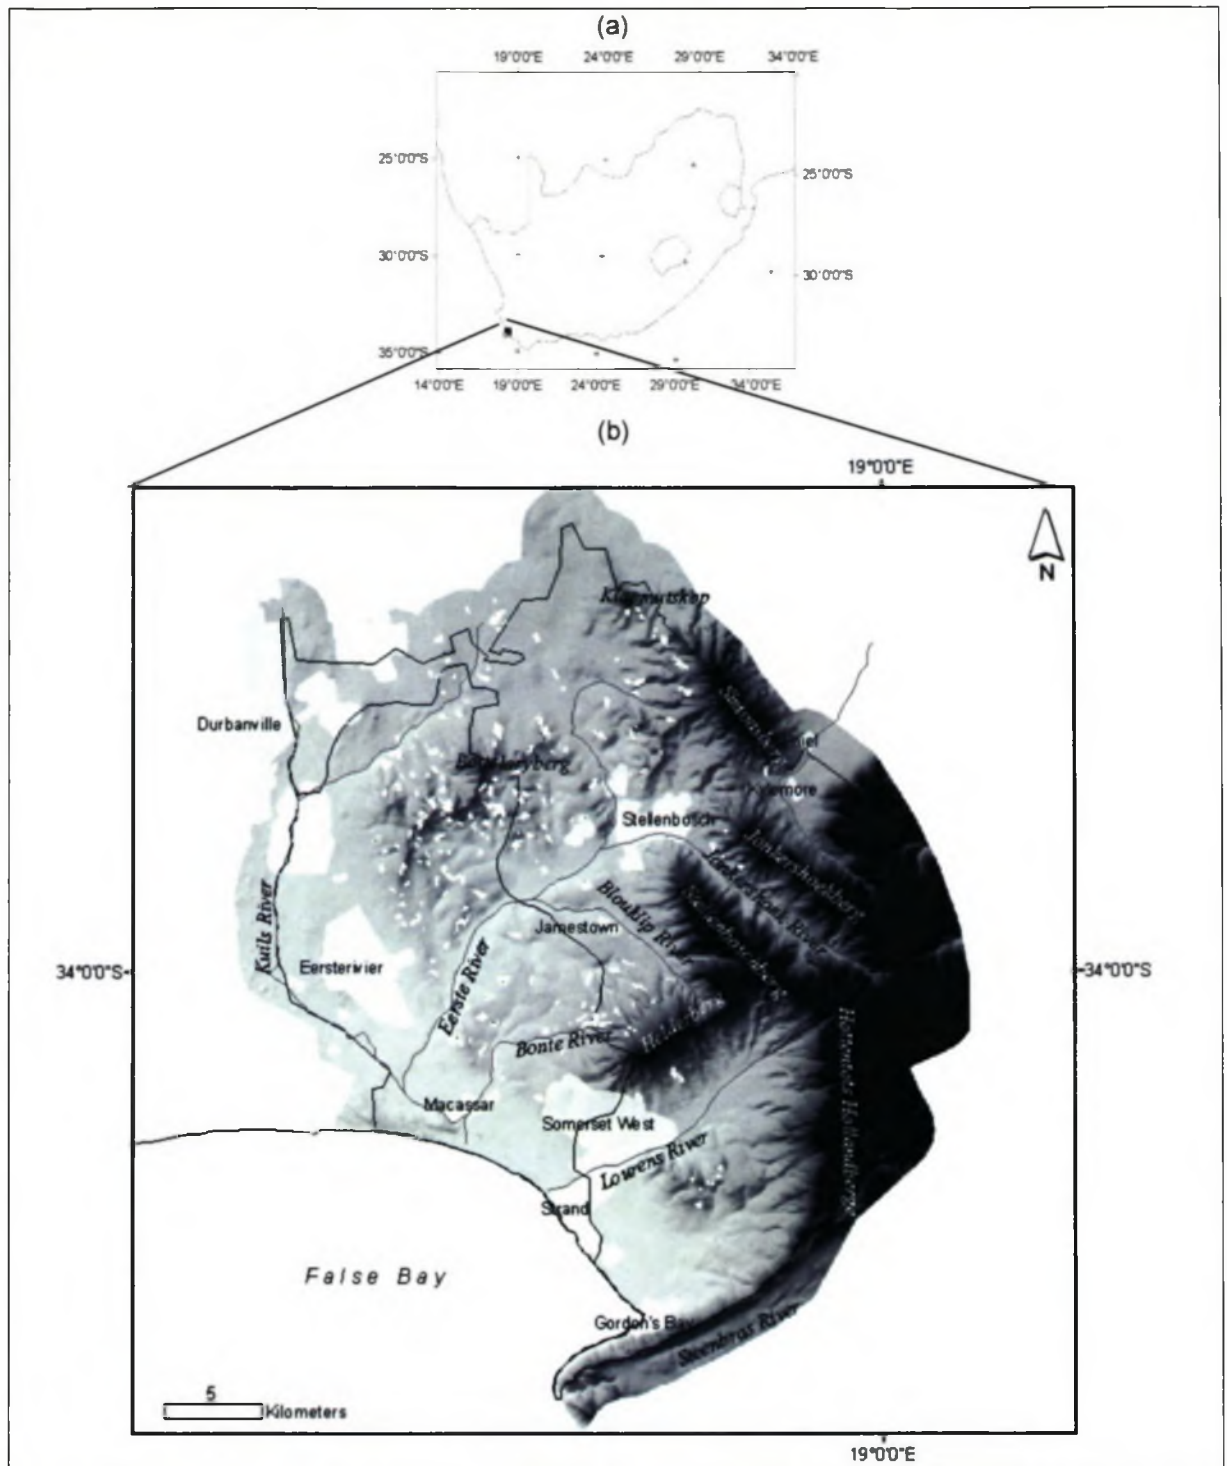 (a)
19°0'0"E 24°0'0"E 29°0'0"E 34°0'0"E
25°0'0"S
25°0'0"S
30°0'0"S
30°0'0"S
35°0'0"S
14°0'0"E 19°0'0"E 24°0'0"E 29°0'0"E 34°0'0"E
(b)
19°0'0"E
N
Klapmutskop
Durbanville
Stellenbosch
Jonkershoek River
Blouklip River
Kuils River
Jamestown
34°0'0"S
Eersterivier
34°0'0"S
Eerste River
Bonte River
Macassar
Somerset West
Lowens River
Strand
False Bay
Gordon's Bay
Steenbras River
5
Kilometers
19°0'0"E